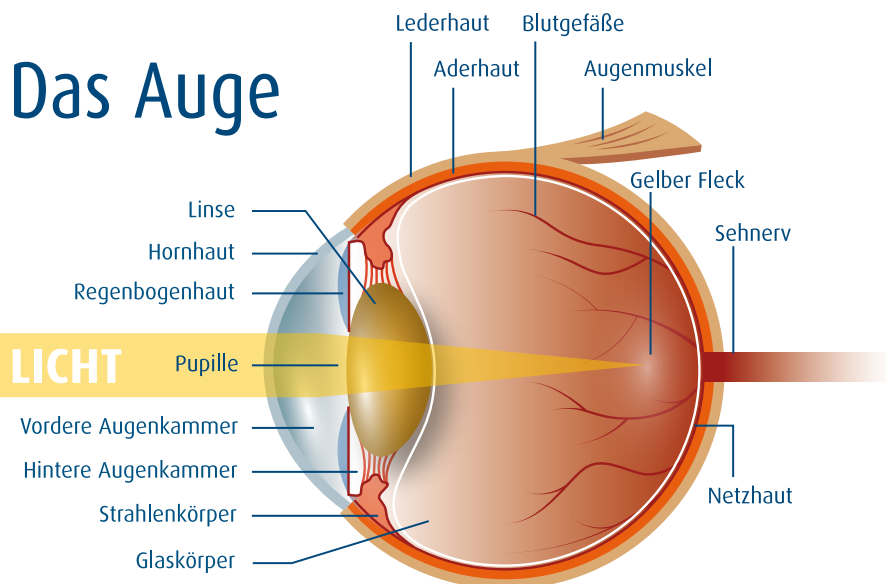 Das Auge
Lederhaut
Blutgefäße
Aderhaut
Augenmuskel
Gelber Fleck
Sehnerv
Linse
Hornhaut
Regenbogenhaut
LICHT
Pupille
Vordere Augenkammer
Hintere Augenkammer
Strahlenkörper
Glaskörper
Netzhaut